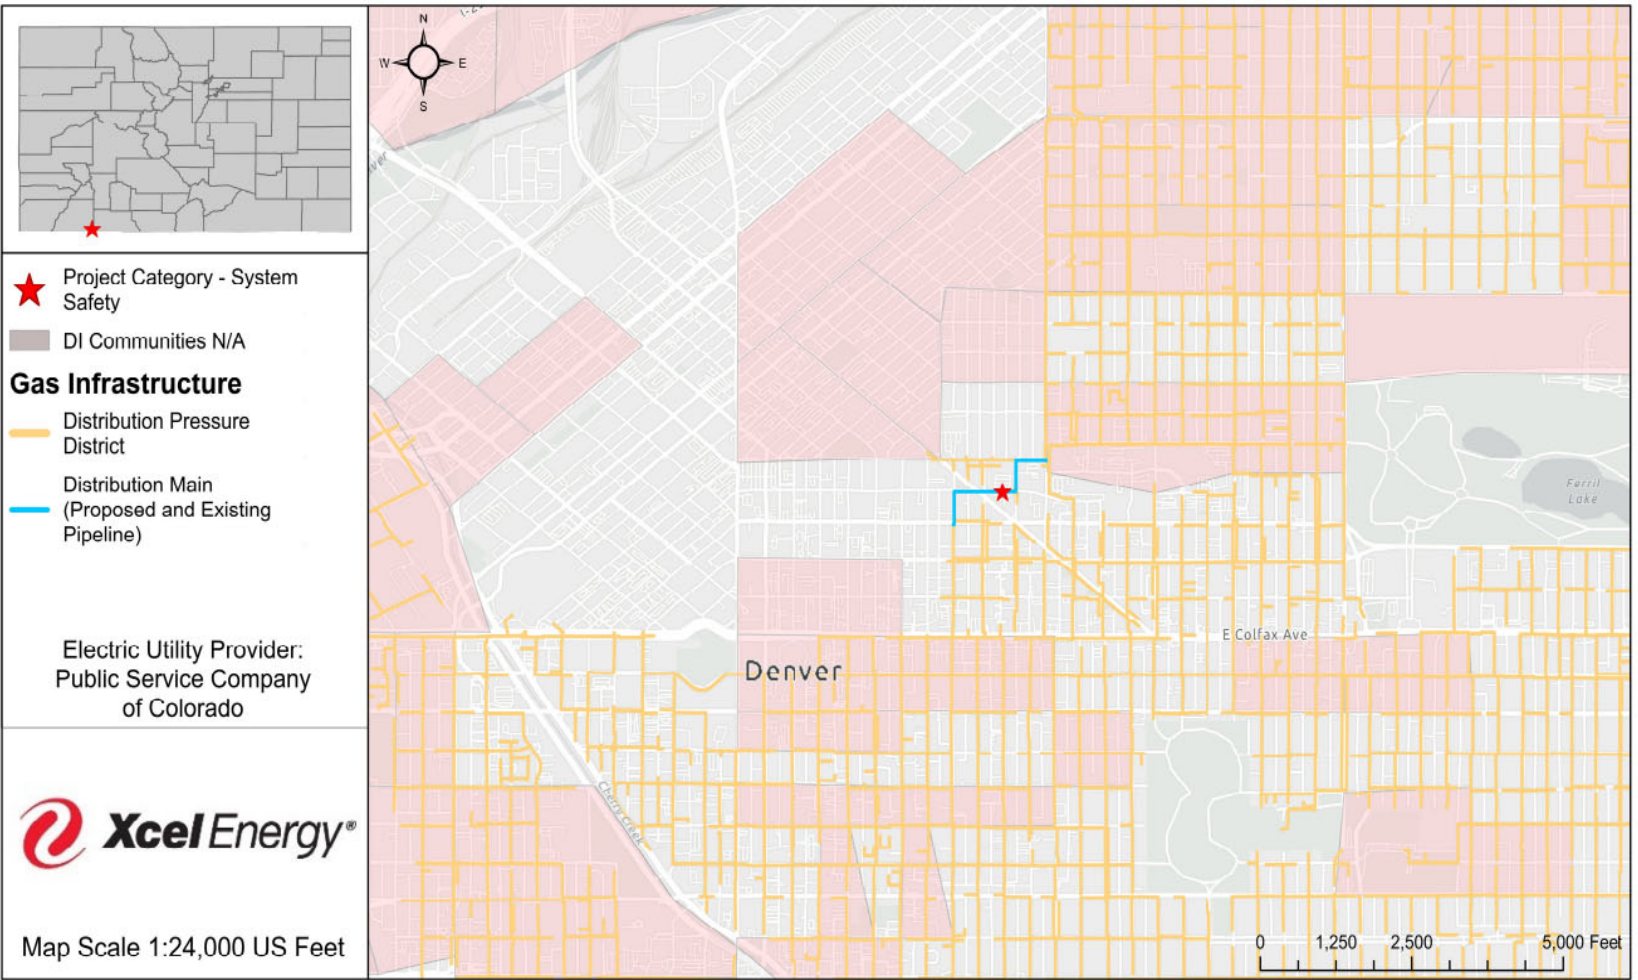 Project Category - System
Safety
DI Communities N/A
Gas Infrastructure
Distribution Pressure
District
Distribution Main
(Proposed and Existing
Pipeline)
Electric Utility Provider:
Public Service Company
of Colorado
Xcel Energy®
Map Scale 1:24,000 US Feet
N
W
E
S
Ferril
Lake
E Colfax Ave
Denver
Cherry Creek
0 1,250 2,500 5,000 Feet